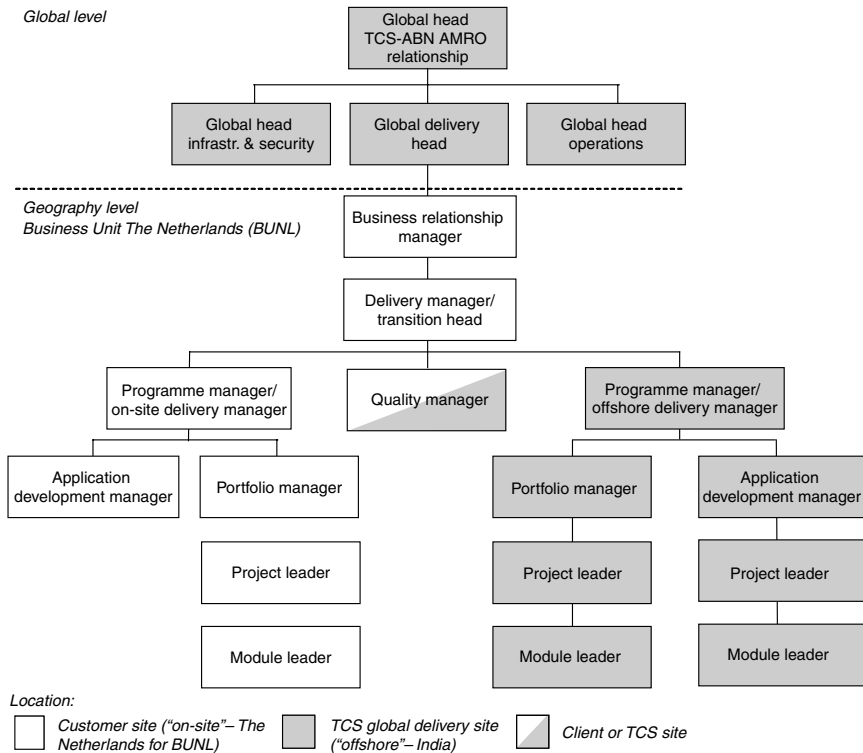 Global level
Global head
TCS-ABN AMRO
relationship
Global head
infrastr. & security
Global delivery
head
Global head
operations
Geography level
Business Unit The Netherlands (BUNL)
Business relationship
manager
Delivery manager/
transition head
Programme manager/
on-site delivery manager
Quality manager
Programme manager/
offshore delivery manager
Application
development manager
Portfolio manager
Portfolio manager
Application
development manager
Project leader
Project leader
Project leader
Module leader
Module leader
Module leader
Location:
Customer site (“on-site”– The
Netherlands for BUNL)
TCS global delivery site
(“offshore”– India)
Client or TCS site